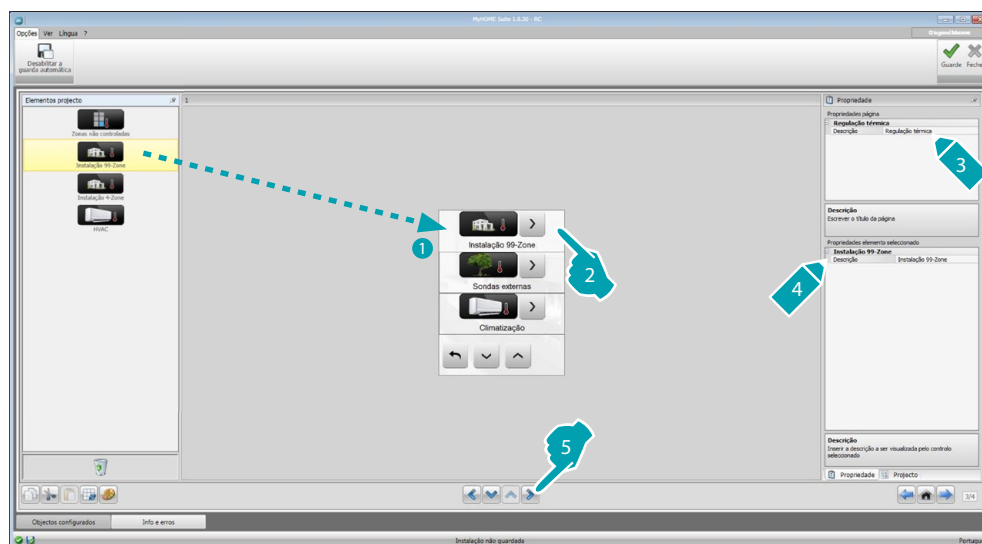 MyHOME Suite 1.0.30 - RC
Opções Ver Língua ?
Desabilitar a
guarda automática
Guarde Feche
Elementos projecto
1
Propriedade
Zonas não controladas
Instalação 99-Zone
Instalação 4-Zone
HVAC
Propriedades página
Regulação térmica
Descrição Regulação térmica
3
Descrição
Escrever o título da página
Propriedades elemento seleccionado
Instalação 99-Zone
Descrição Instalação 99-Zone
4
1
Instalação 99-Zone
2
Sondas externas
Climatização
5
Descrição
Inserir a descrição a ser visualizada pelo controlo
seleccionado
Propriedade Projecto
3/4
Objectos configurados Info e erros
Instalação não guardada